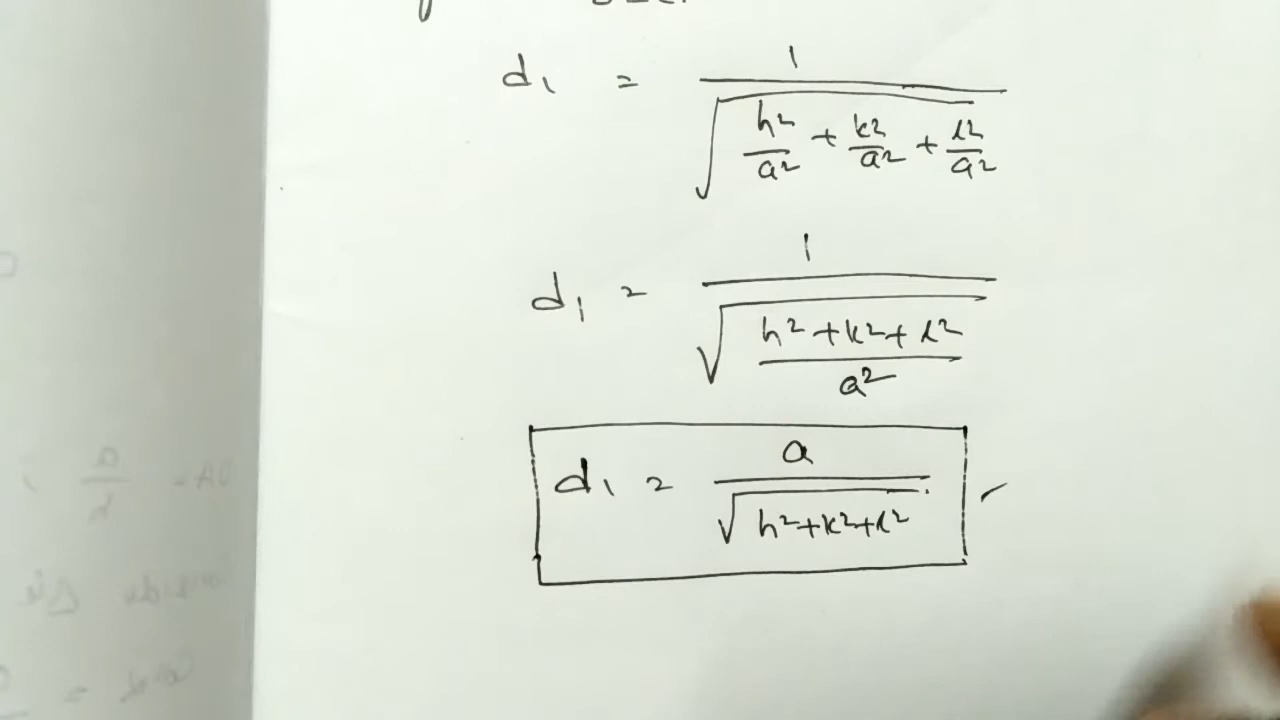 d₁ = 1 / √(h²/a² + k²/a² + l²/a²)
d₁ = 1 / √((h² + k² + l²)/a²)
d₁ = a / √(h²+k²+l²)